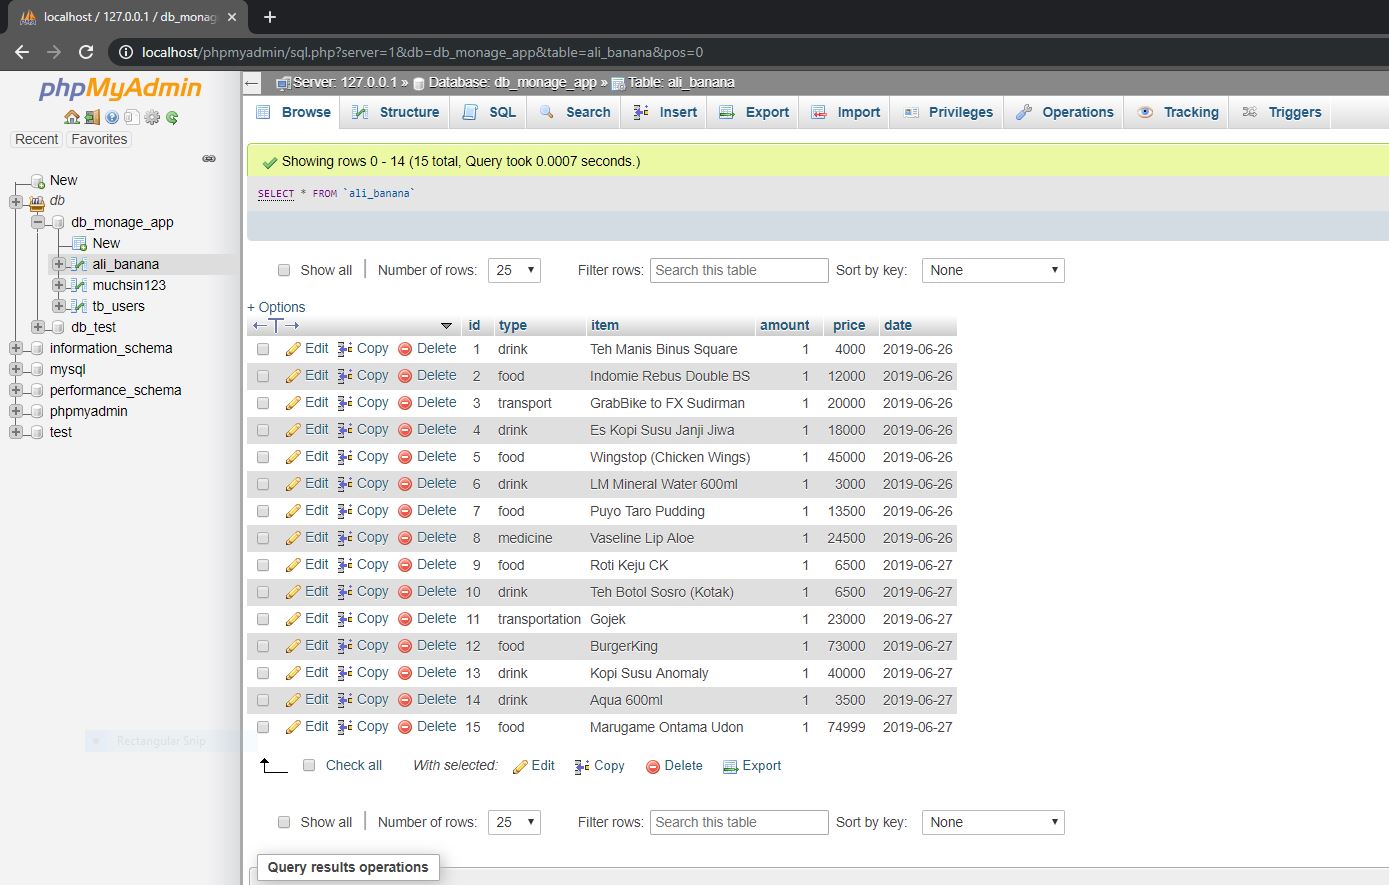 localhost / 127.0.0.1 / db_monag
localhost/phpmyadmin/sql.php?server=1&db=db_monage_app&table=ali_banana&pos=0
phpMyAdmin
Recent Favorites
New
db
db_monage_app
New
ali_banana
muchsin123
tb_users
db_test
information_schema
mysql
performance_schema
phpmyadmin
test
Rectangular Snip
Server: 127.0.0.1 » Database: db_monage_app » Table: ali_banana
Browse Structure SQL Search Insert Export Import Privileges Operations Tracking Triggers
Showing rows 0 - 14 (15 total, Query took 0.0007 seconds.)
SELECT * FROM `ali_banana`
Show all Number of rows: 25 Filter rows: Search this table Sort by key: None
+ Options
id type item amount price date
Edit Copy Delete 1 drink Teh Manis Binus Square 1 4000 2019-06-26
Edit Copy Delete 2 food Indomie Rebus Double BS 1 12000 2019-06-26
Edit Copy Delete 3 transport GrabBike to FX Sudirman 1 20000 2019-06-26
Edit Copy Delete 4 drink Es Kopi Susu Janji Jiwa 1 18000 2019-06-26
Edit Copy Delete 5 food Wingstop (Chicken Wings) 1 45000 2019-06-26
Edit Copy Delete 6 drink LM Mineral Water 600ml 1 3000 2019-06-26
Edit Copy Delete 7 food Puyo Taro Pudding 1 13500 2019-06-26
Edit Copy Delete 8 medicine Vaseline Lip Aloe 1 24500 2019-06-26
Edit Copy Delete 9 food Roti Keju CK 1 6500 2019-06-27
Edit Copy Delete 10 drink Teh Botol Sosro (Kotak) 1 6500 2019-06-27
Edit Copy Delete 11 transportation Gojek 1 23000 2019-06-27
Edit Copy Delete 12 food BurgerKing 1 73000 2019-06-27
Edit Copy Delete 13 drink Kopi Susu Anomaly 1 40000 2019-06-27
Edit Copy Delete 14 drink Aqua 600ml 1 3500 2019-06-27
Edit Copy Delete 15 food Marugame Ontama Udon 1 74999 2019-06-27
Check all With selected: Edit Copy Delete Export
Show all Number of rows: 25 Filter rows: Search this table Sort by key: None
Query results operations